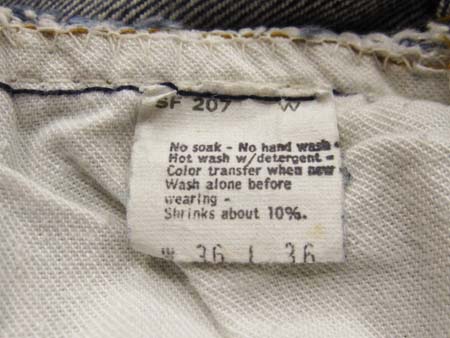 SF 207 W
No soak - No hand wash -
Hot wash w/detergent -
Color transfer when new
Wash alone before
wearing -
Shrinks about 10%.
W 36 L 36